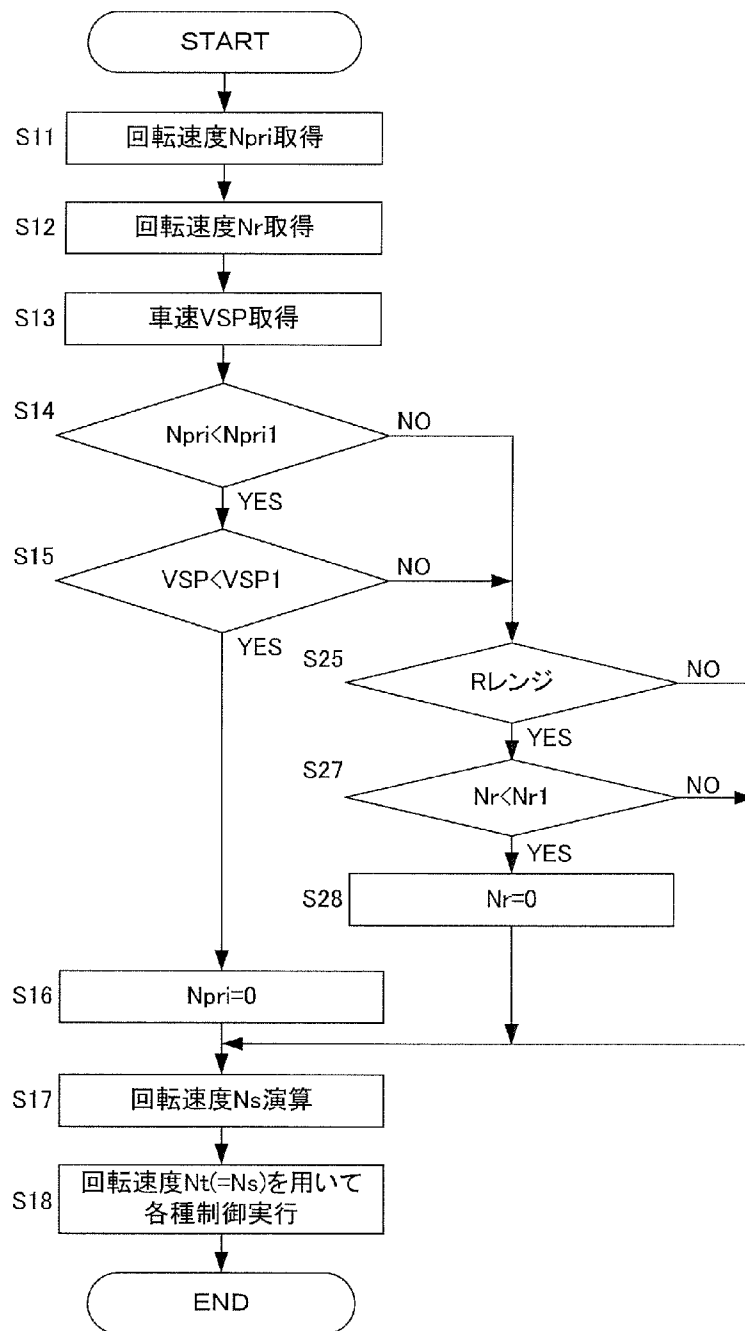 START
S11
回転速度Npri取得
S12
回転速度Nr取得
S13
車速VSP取得
S14
Npri<Npri1
NO
YES
S15
VSP<VSP1
NO
YES
S25
Rレンジ
NO
YES
S27
Nr<Nr1
NO
YES
S28
Nr=0
S16
Npri=0
S17
回転速度Ns演算
S18
回転速度Nt(=Ns)を用いて
各種制御実行
END